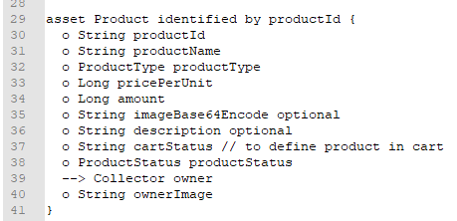 28
29 asset Product identified by productId {
30 o String productId
31 o String productName
32 o ProductType productType
33 o Long pricePerUnit
34 o Long amount
35 o String imageBase64Encode optional
36 o String description optional
37 o String cartStatus // to define product in cart
38 o ProductStatus productStatus
39 --> Collector owner
40 o String ownerImage
41 }